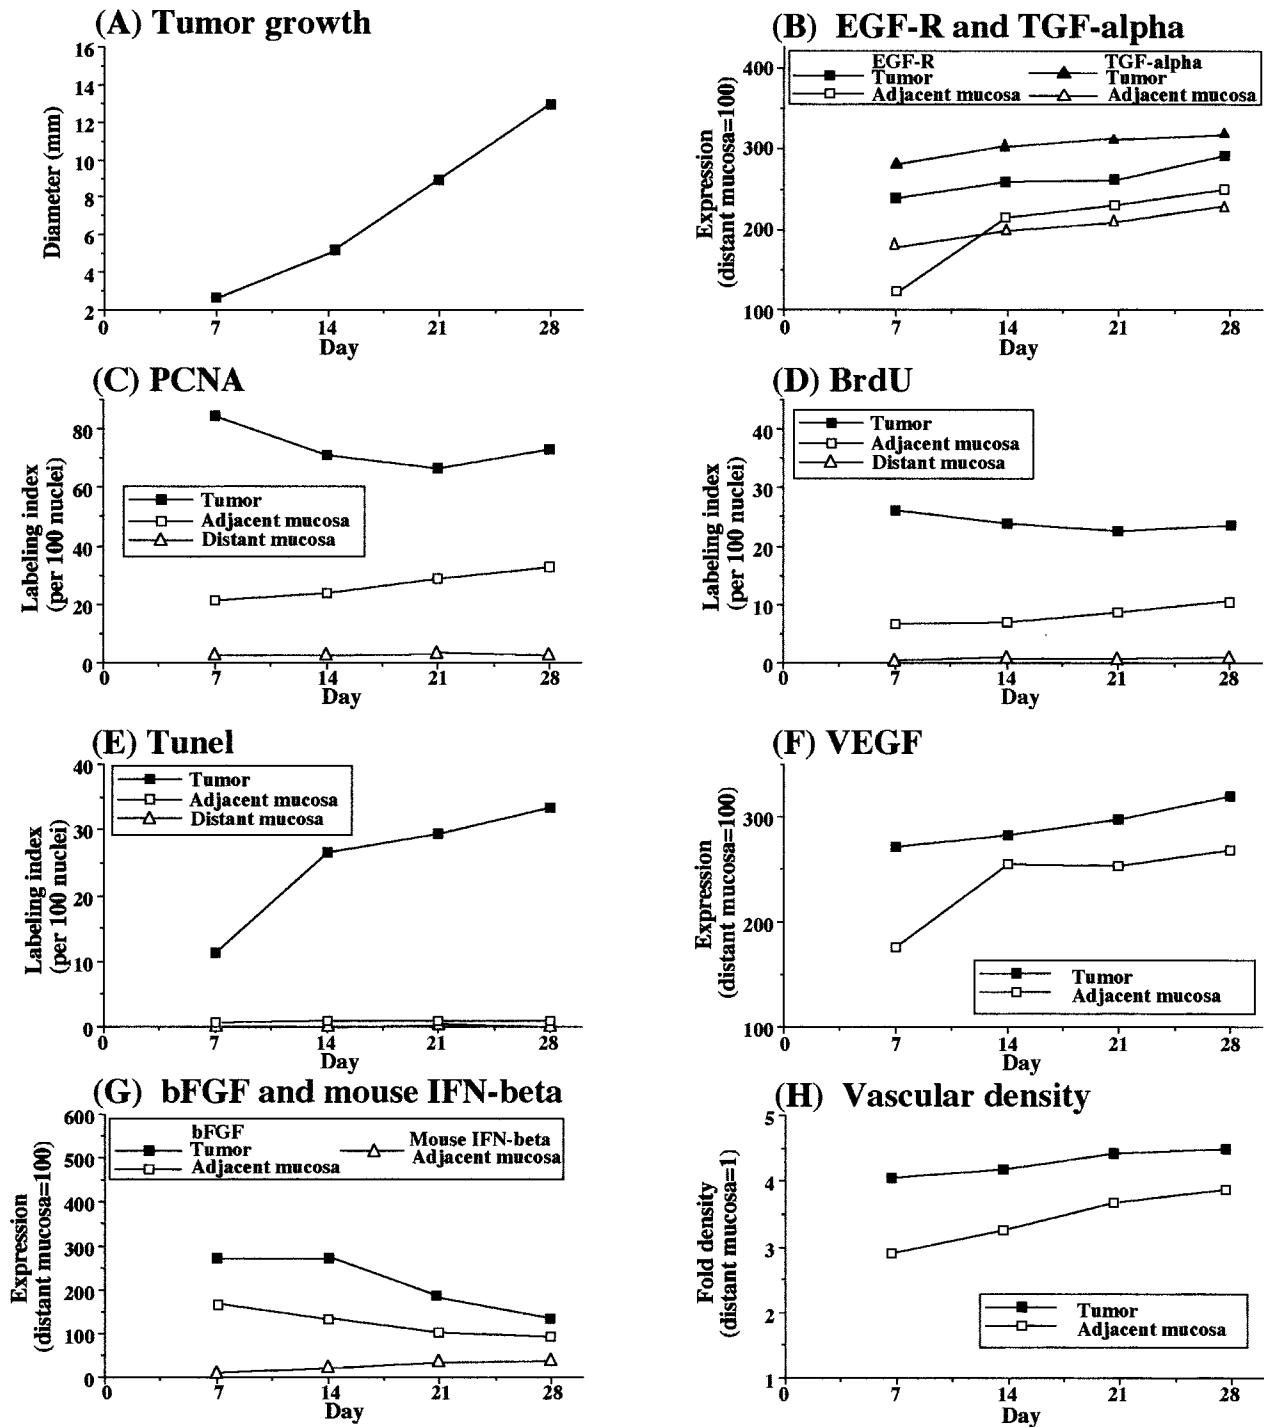 (A) Tumor growth
16
14
12
10
8
6
4
2
0
7
14
21
28
Day
Diameter (mm)
(B) EGF-R and TGF-alpha
EGF-R
Tumor
Adjacent mucosa
TGF-alpha
Tumor
Adjacent mucosa
400
300
200
100
0
7
14
21
28
Day
Expression
(distant mucosa=100)
(C) PCNA
Tumor
Adjacent mucosa
Distant mucosa
80
60
40
20
0
7
14
21
28
Day
Labeling index
(per 100 nuclei)
(D) BrdU
Tumor
Adjacent mucosa
Distant mucosa
40
30
20
10
0
7
14
21
28
Day
Labeling index
(per 100 nuclei)
(E) Tunel
Tumor
Adjacent mucosa
Distant mucosa
40
30
20
10
0
7
14
21
28
Day
Labeling index
(per 100 nuclei)
(F) VEGF
300
200
100
0
7
14
21
28
Day
Expression
(distant mucosa=100)
Tumor
Adjacent mucosa
(G) bFGF and mouse IFN-beta
bFGF
Tumor
Adjacent mucosa
Mouse IFN-beta
Adjacent mucosa
600
500
400
300
200
100
0
0
7
14
21
28
Day
Expression
(distant mucosa=100)
(H) Vascular density
5
4
3
2
1
0
7
14
21
28
Day
Fold density
(distant mucosa=1)
Tumor
Adjacent mucosa